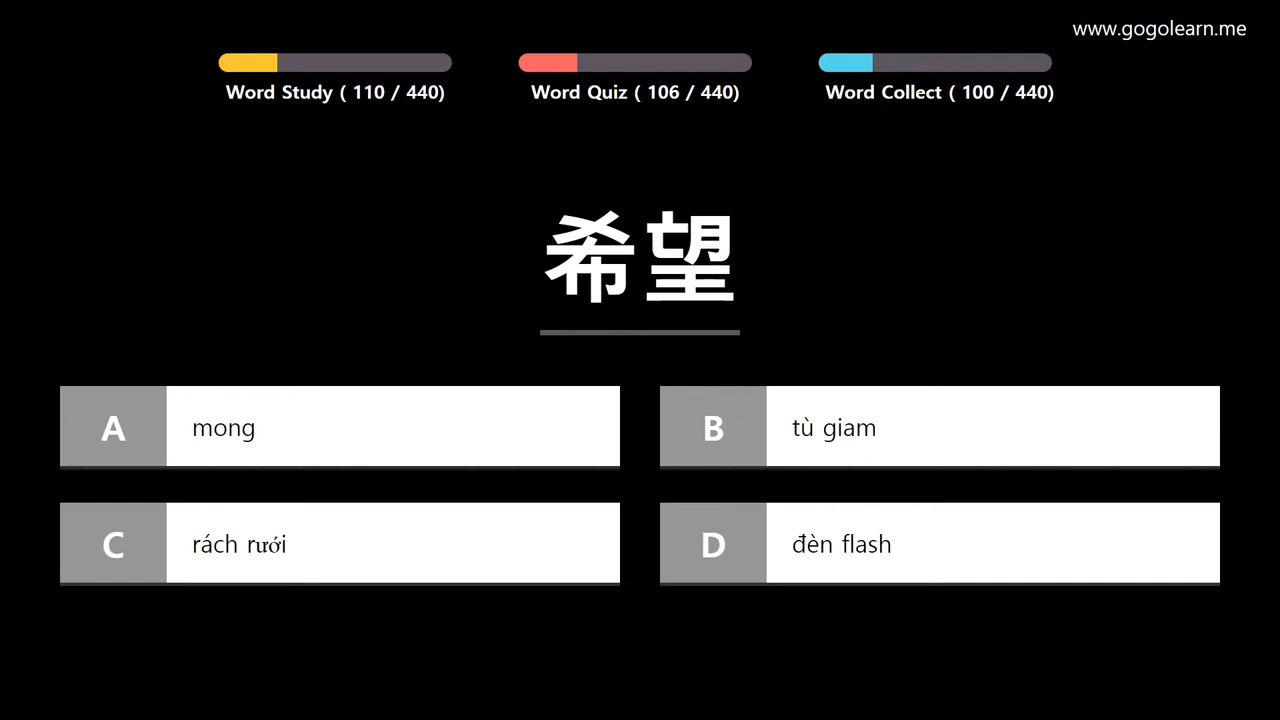 www.gogolearn.me
Word Study ( 110 / 440)
Word Quiz ( 106 / 440)
Word Collect ( 100 / 440)
希望
A mong
B tù giam
C rách rưới
D đèn flash